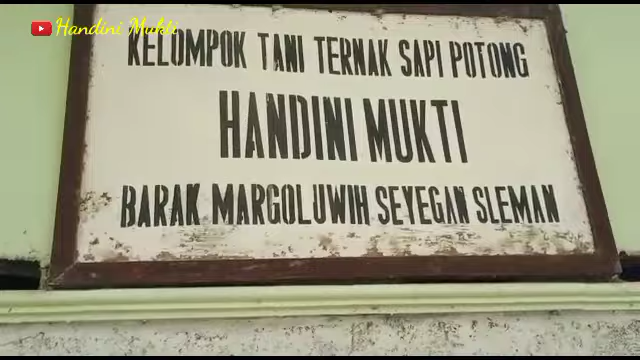 Handini Mukti
KELOMPOK TANI TERNAK SAPI POTONG
HANDINI MUKTI
BARAK MARGOLUWIH SEYEGAN SLEMAN